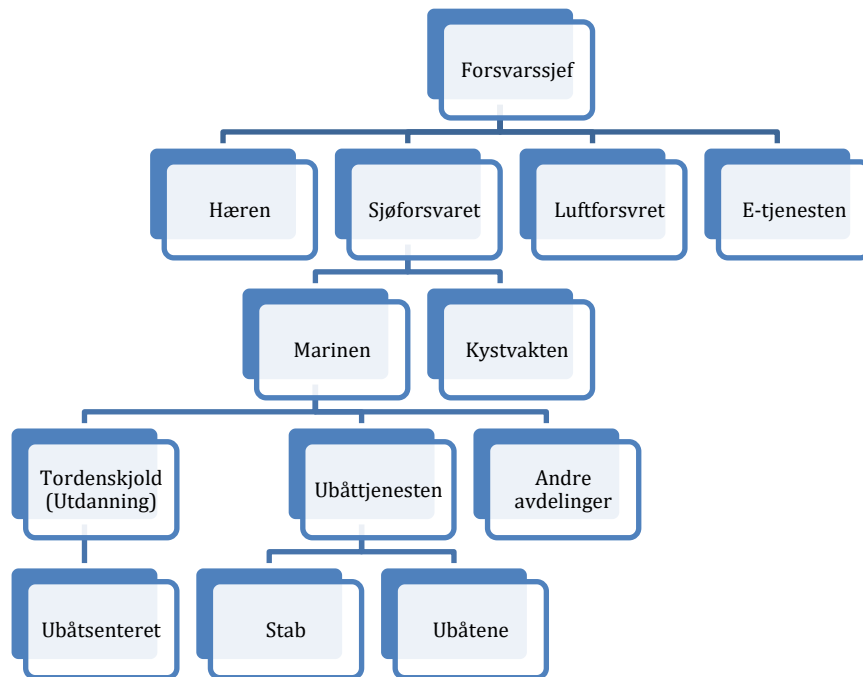 Forsvarssjef
Hæren
Sjøforsvaret
Luftforsvret
E-tjenesten
Marinen
Kystvakten
Tordenskjold
(Utdanning)
Ubåttjenesten
Andre
avdelinger
Ubåtsenteret
Stab
Ubåtene